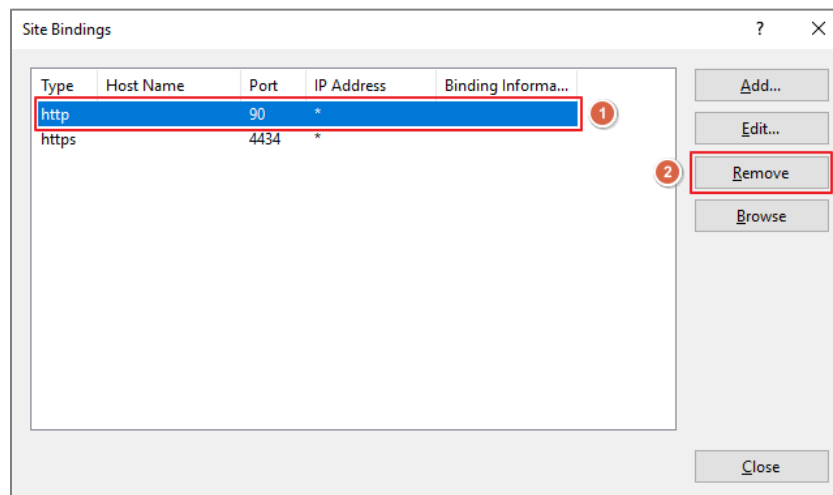 Site Bindings
?
Type Host Name Port IP Address Binding Informa...
http 90 *
1
https 4434 *
Add...
Edit...
2
Remove
Browse
Close